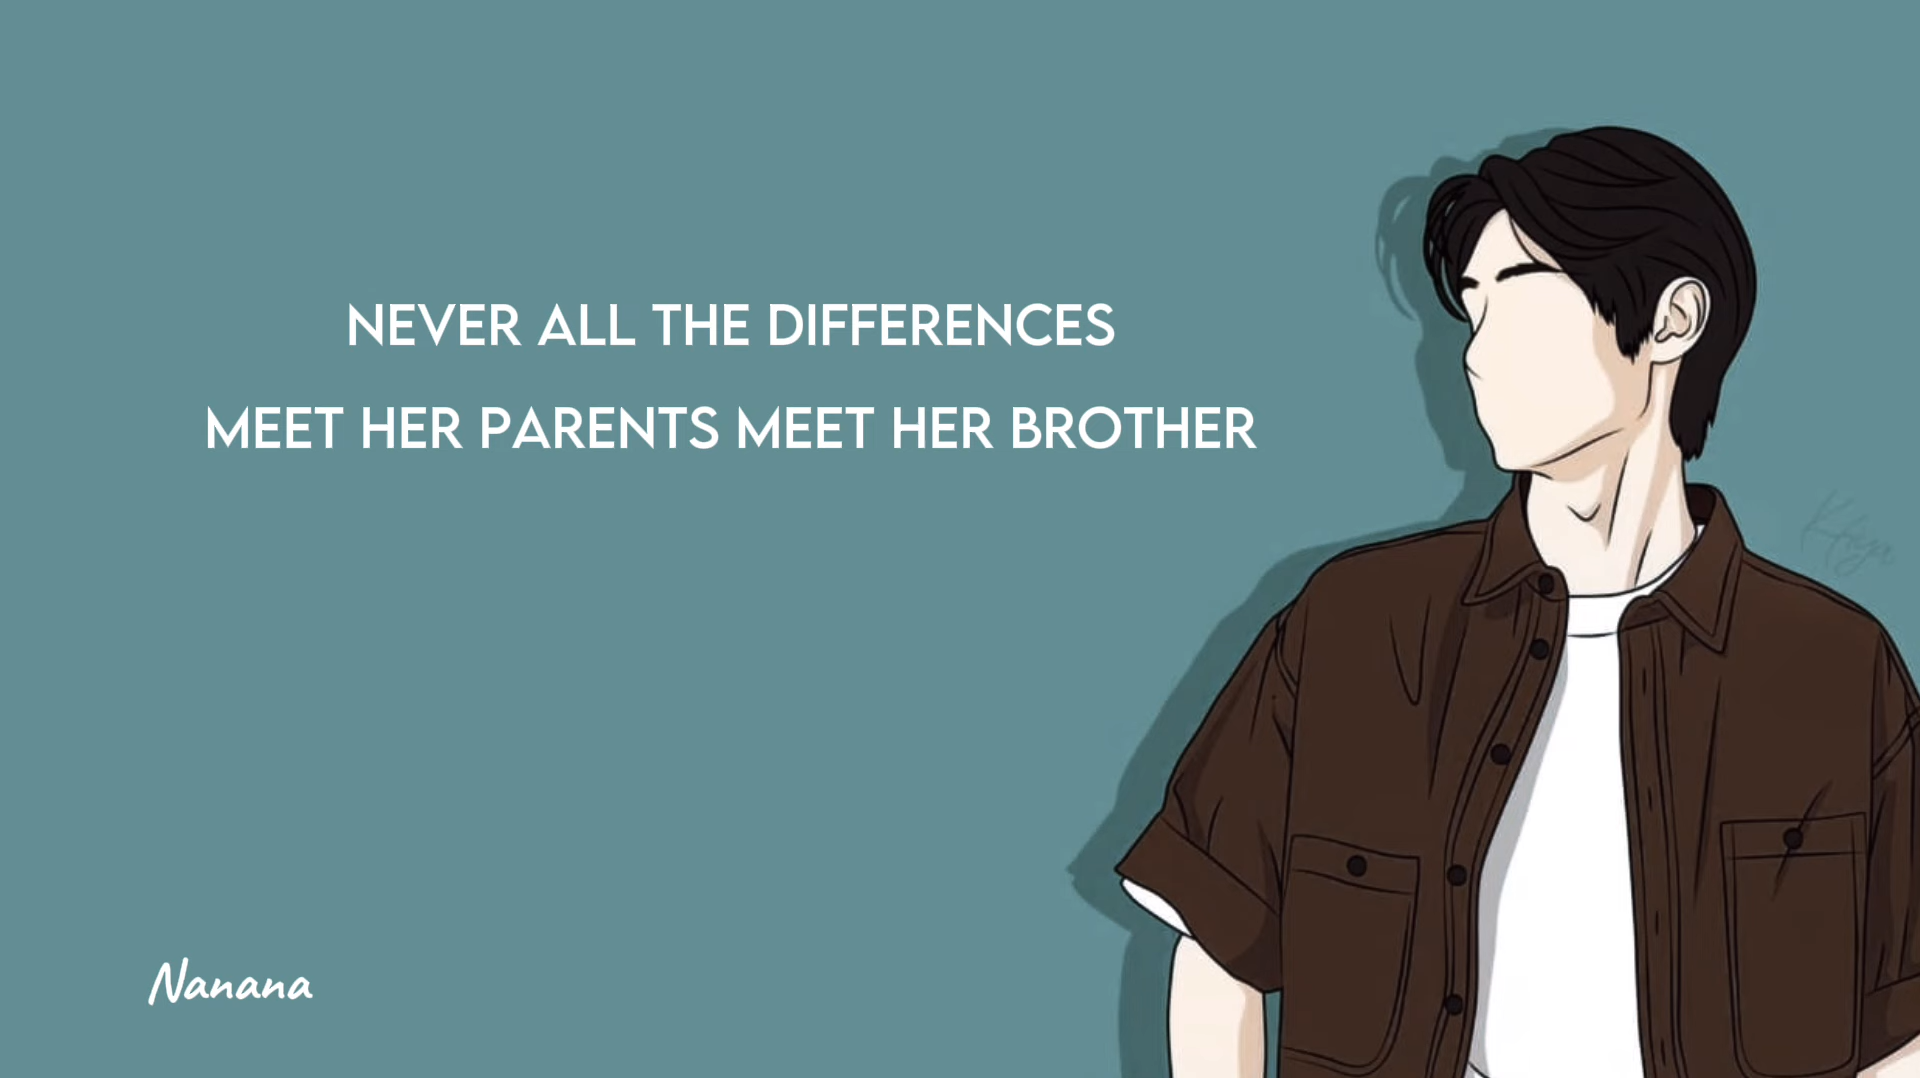 NEVER ALL THE DIFFERENCES
MEET HER PARENTS MEET HER BROTHER
Nanana